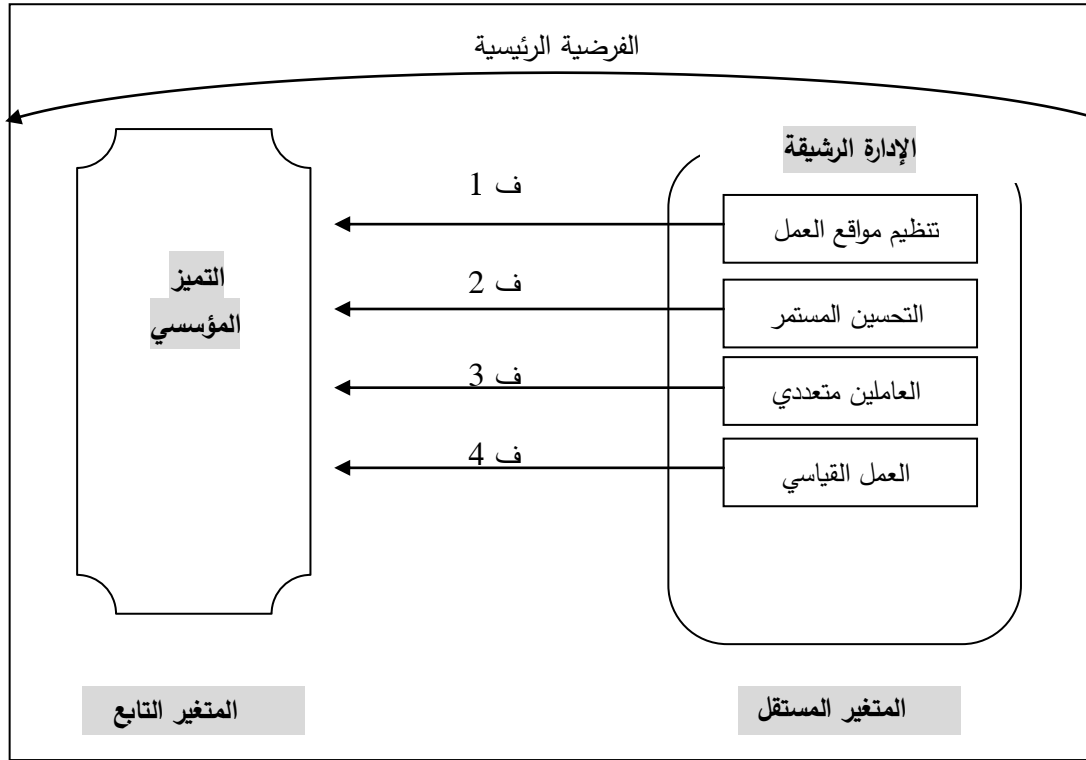 الفرضية الرئيسية
الإدارة الرشيقة
تنظيم مواقع العمل
التحسين المستمر
العاملين متعددي
العمل القياسي
ف 1
ف 2
ف 3
ف 4
التميز
المؤسسي
المتغير المستقل
المتغير التابع